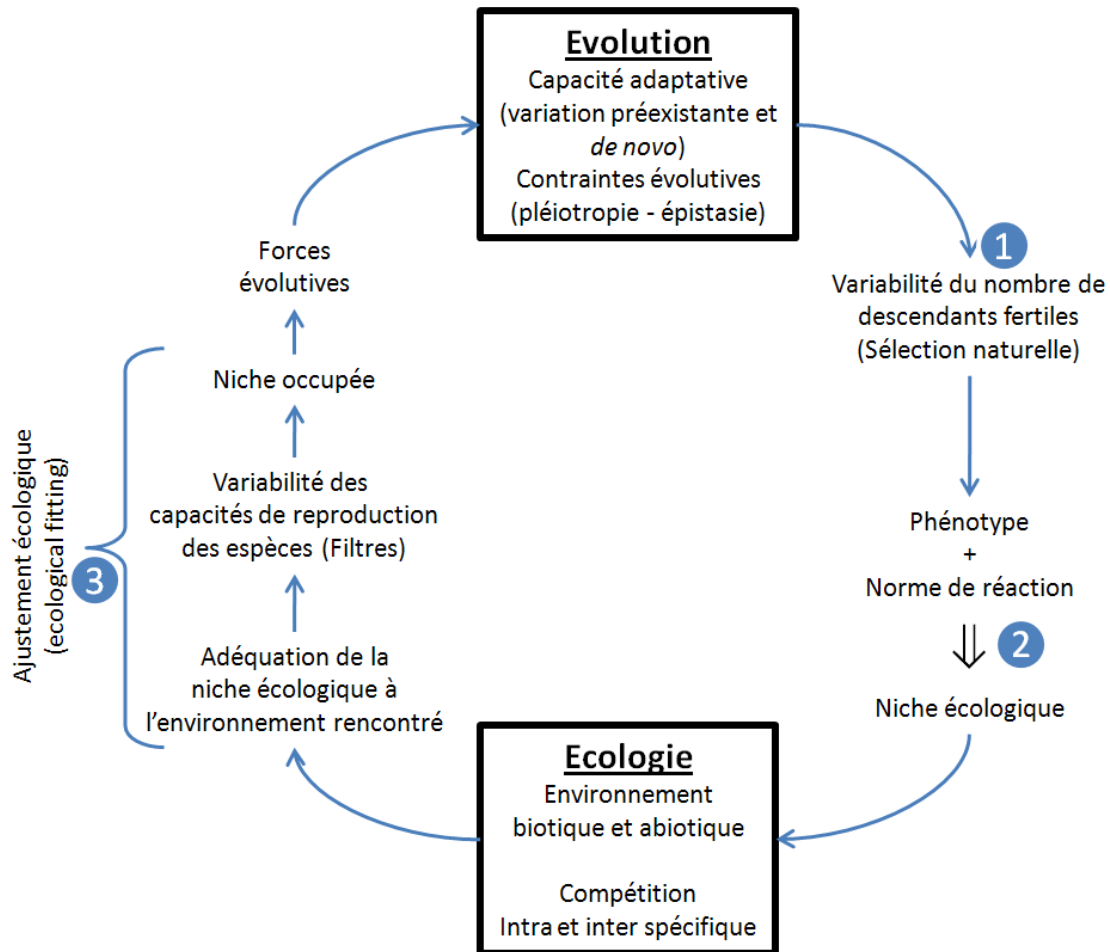 Evolution
Capacité adaptative
(variation préexistante et
de novo)
Contraintes évolutives
(pléiotropie - épistasie)
1
Variabilité du nombre de
descendants fertiles
(Sélection naturelle)
Phénotype
+
Norme de réaction
⇓ 2
Niche écologique
Ecologie
Environnement
biotique et abiotique
Compétition
Intra et inter spécifique
Adéquation de la
niche écologique à
l’environnement rencontré
Variabilité des
capacités de reproduction
des espèces (Filtres)
Niche occupée
Forces
évolutives
Ajustement écologique
(ecological fitting)
3